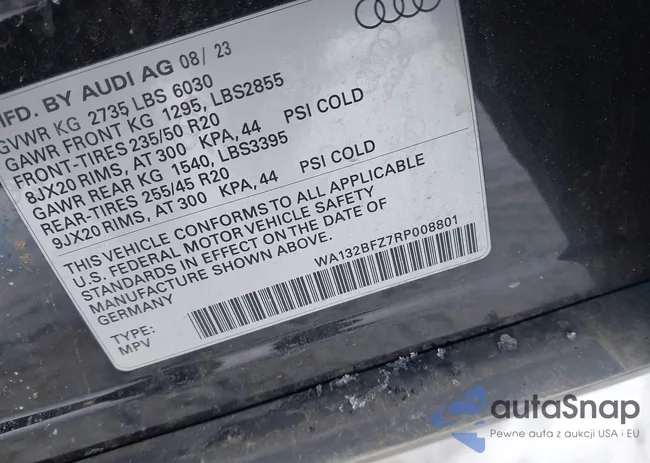 MFD. BY AUDI AG 08/ 23
GVWR KG 2735 LBS 6030
GAWR FRONT KG 1295, LBS2855
FRONT-TIRES 235/50 R20
8JX20 RIMS, AT 300 KPA, 44 PSI COLD
GAWR REAR KG 1540, LBS3395
REAR-TIRES 255/45 R20
9JX20 RIMS, AT 300 KPA, 44 PSI COLD
THIS VEHICLE CONFORMS TO ALL APPLICABLE
U.S. FEDERAL MOTOR VEHICLE SAFETY
STANDARDS IN EFFECT ON THE DATE OF
MANUFACTURE SHOWN ABOVE.
GERMANY
WA132BFZ7RP008801
TYPE:
MPV
autaSnap
Pewne auta z aukcji USA i EU